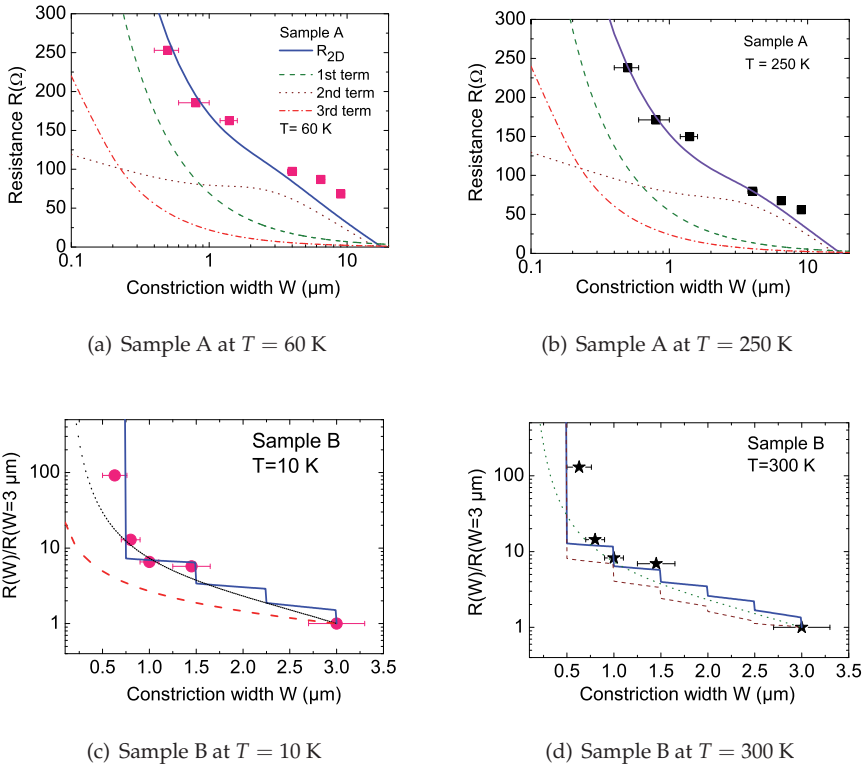 Sample A
R2D
1st term
2nd term
3rd term
T= 60 K
300
250
200
150
100
50
0
Resistance R(Ω)
0.1 1 10
Constriction width W (µm)
(a) Sample A at T = 60 K
Sample A
T = 250 K
300
250
200
150
100
50
0
Resistance R(Ω)
0.1 1 10
Constriction width W (µm)
(b) Sample A at T = 250 K
Sample B
T=10 K
100
10
1
R(W)/R(W=3 µm)
0.5 1.0 1.5 2.0 2.5 3.0 3.5
Constriction width W (µm)
(c) Sample B at T = 10 K
Sample B
T=300 K
100
10
1
R(W)/R(W=3 µm)
0.5 1.0 1.5 2.0 2.5 3.0 3.5
Constriction width W (µm)
(d) Sample B at T = 300 K